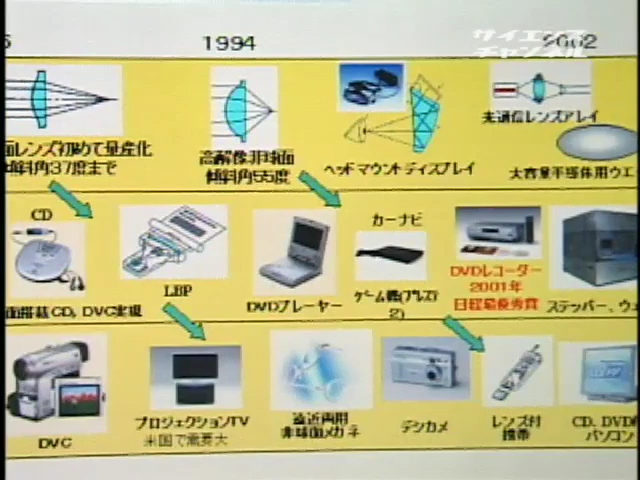 サイエンス
チャンネル
1994
2002
面レンズ初めて量産化
傾斜角37度まで
高解像非球面
傾斜角55度
ヘッドマウントディスプレイ
光通信レンズアレイ
大容量半導体用ウエ
CD
LBP
カーナビ
DVDレコーダー
2001年
日経最優秀賞
面搭載CD, DVC実現
DVDプレーヤー
ゲーム機(プレステ
2)
ステッパー、ウ
DVC
プロジェクションTV
米国で需要大
遠近両用
非球面メガネ
デジカメ
レンズ付
携帯
CD、DVD
パソコン